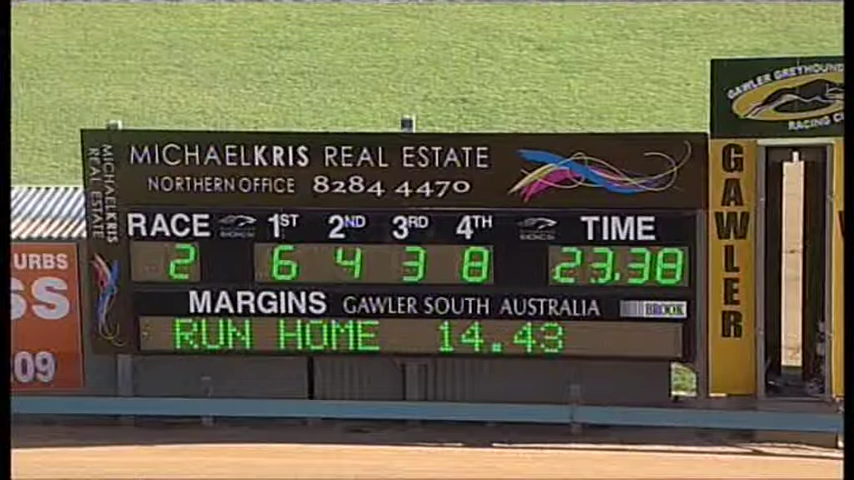 GAWLER GREYHOUND
RACING C
MICHAELKRIS REAL ESTATE
NORTHERN OFFICE 8284 4470
MICHAELKRIS
REAL ESTATE
RACE 1ST 2ND 3RD 4TH TIME
2 6 4 3 8 23.38
MARGINS GAWLER SOUTH AUSTRALIA BROOK
RUN HOME 14.43
GAWLER
URBS
SS
09